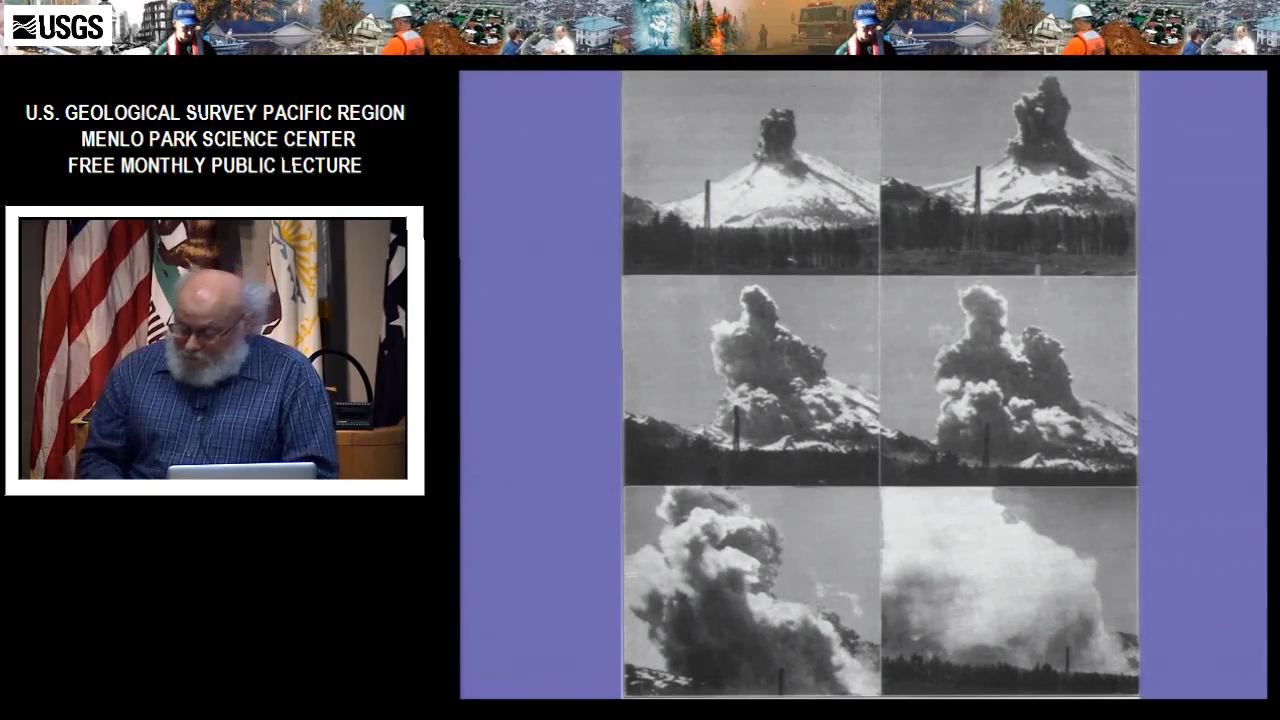 USGS
U.S. GEOLOGICAL SURVEY PACIFIC REGION
MENLO PARK SCIENCE CENTER
FREE MONTHLY PUBLIC LECTURE